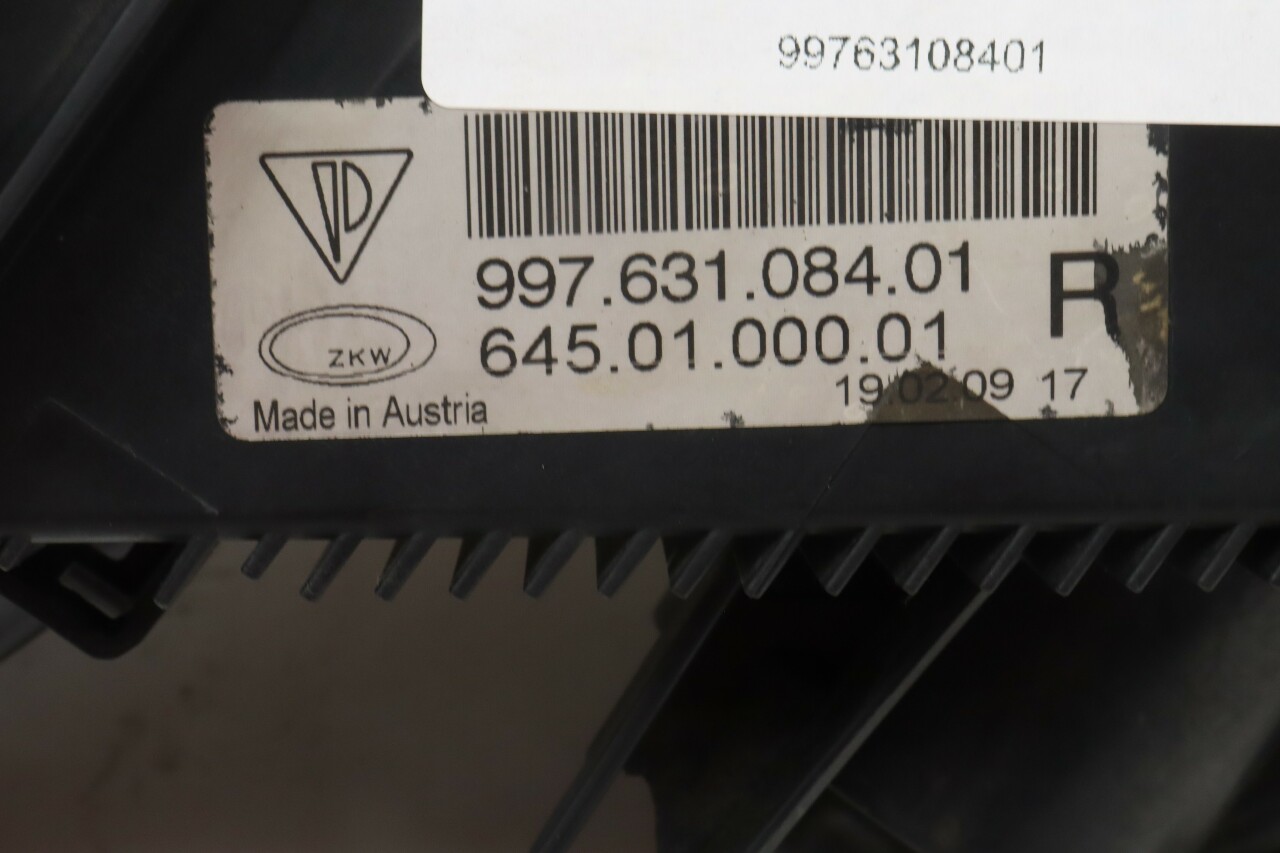 99763108401
997.631.084.01
R
645.01.000.01
ZKW
19.02.09 17
Made in Austria